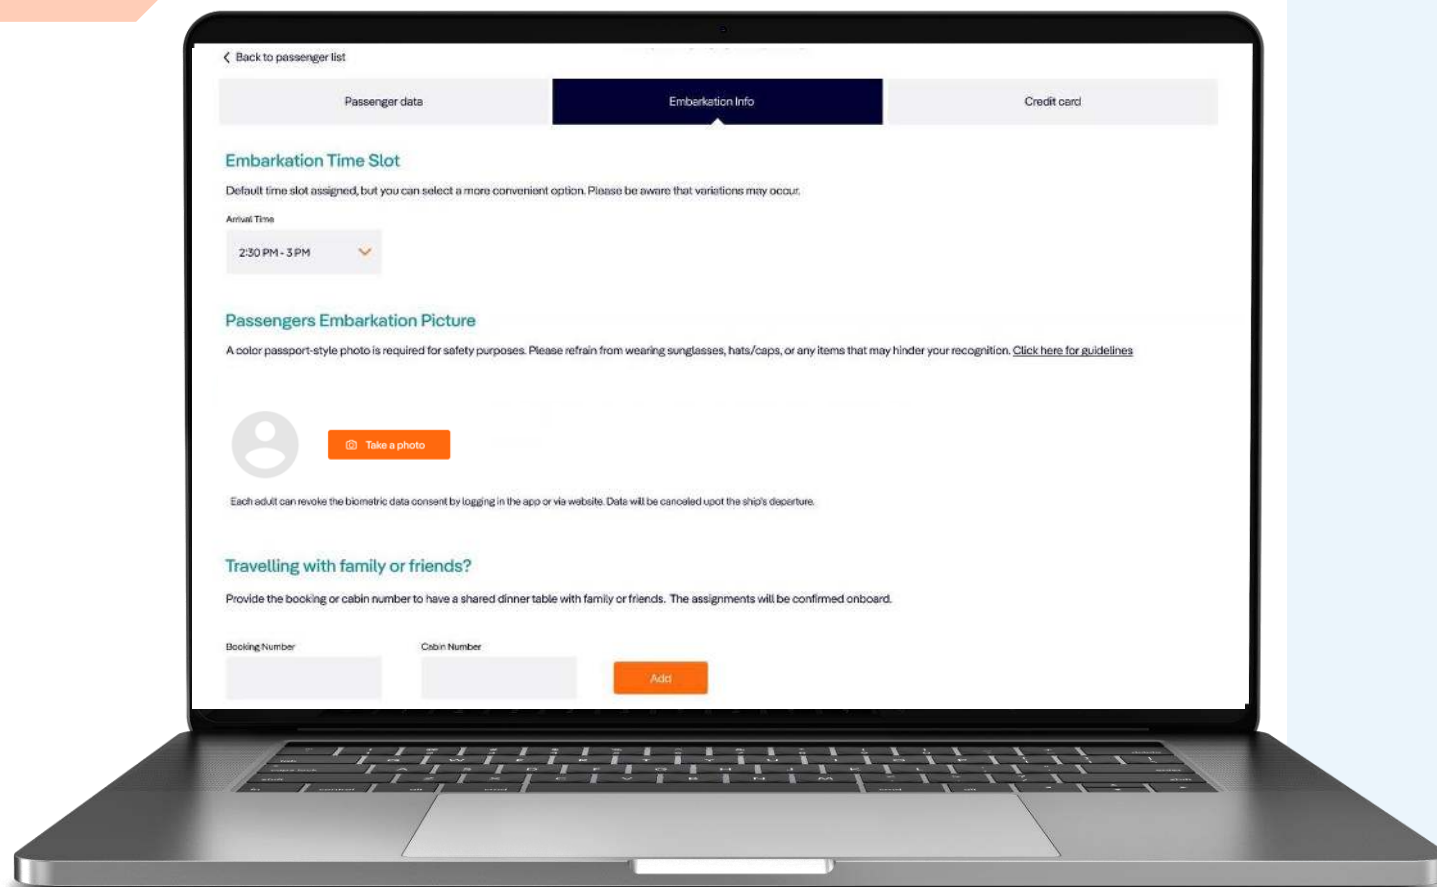 Back to passenger list
Passenger data
Embarkation Info
Credit card
Embarkation Time Slot
Default time slot assigned, but you can select a more convenient option. Please be aware that variations may occur.
Arrival Time
2:30 PM - 3 PM
Passengers Embarkation Picture
A color passport-style photo is required for safety purposes. Please refrain from wearing sunglasses, hats/caps, or any items that may hinder your recognition. Click here for guidelines
Take a photo
Each adult can revoke the biometric data consent by logging in the app or via website. Data will be canceled upot the ship's departure.
Travelling with family or friends?
Provide the booking or cabin number to have a shared dinner table with family or friends. The assignments will be confirmed onboard.
Booking Number
Cabin Number
Add